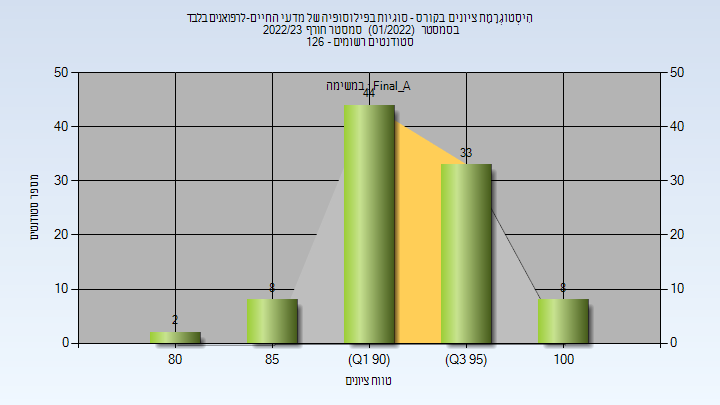 היסטוגרמת ציונים בקורס - סוגיות בפילוסופיה של מדעי החיים-לרפואנים בלבד
בסמסטר (01/2022) סמסטר חורף 2022/23
סטודנטים רשומים - 126
במשימה : Final_A
50
40
30
20
10
0
50
40
30
20
10
0
2
8
44
33
8
80
85
(Q1 90)
(Q3 95)
100
מספר סטודנטים
טווח ציונים